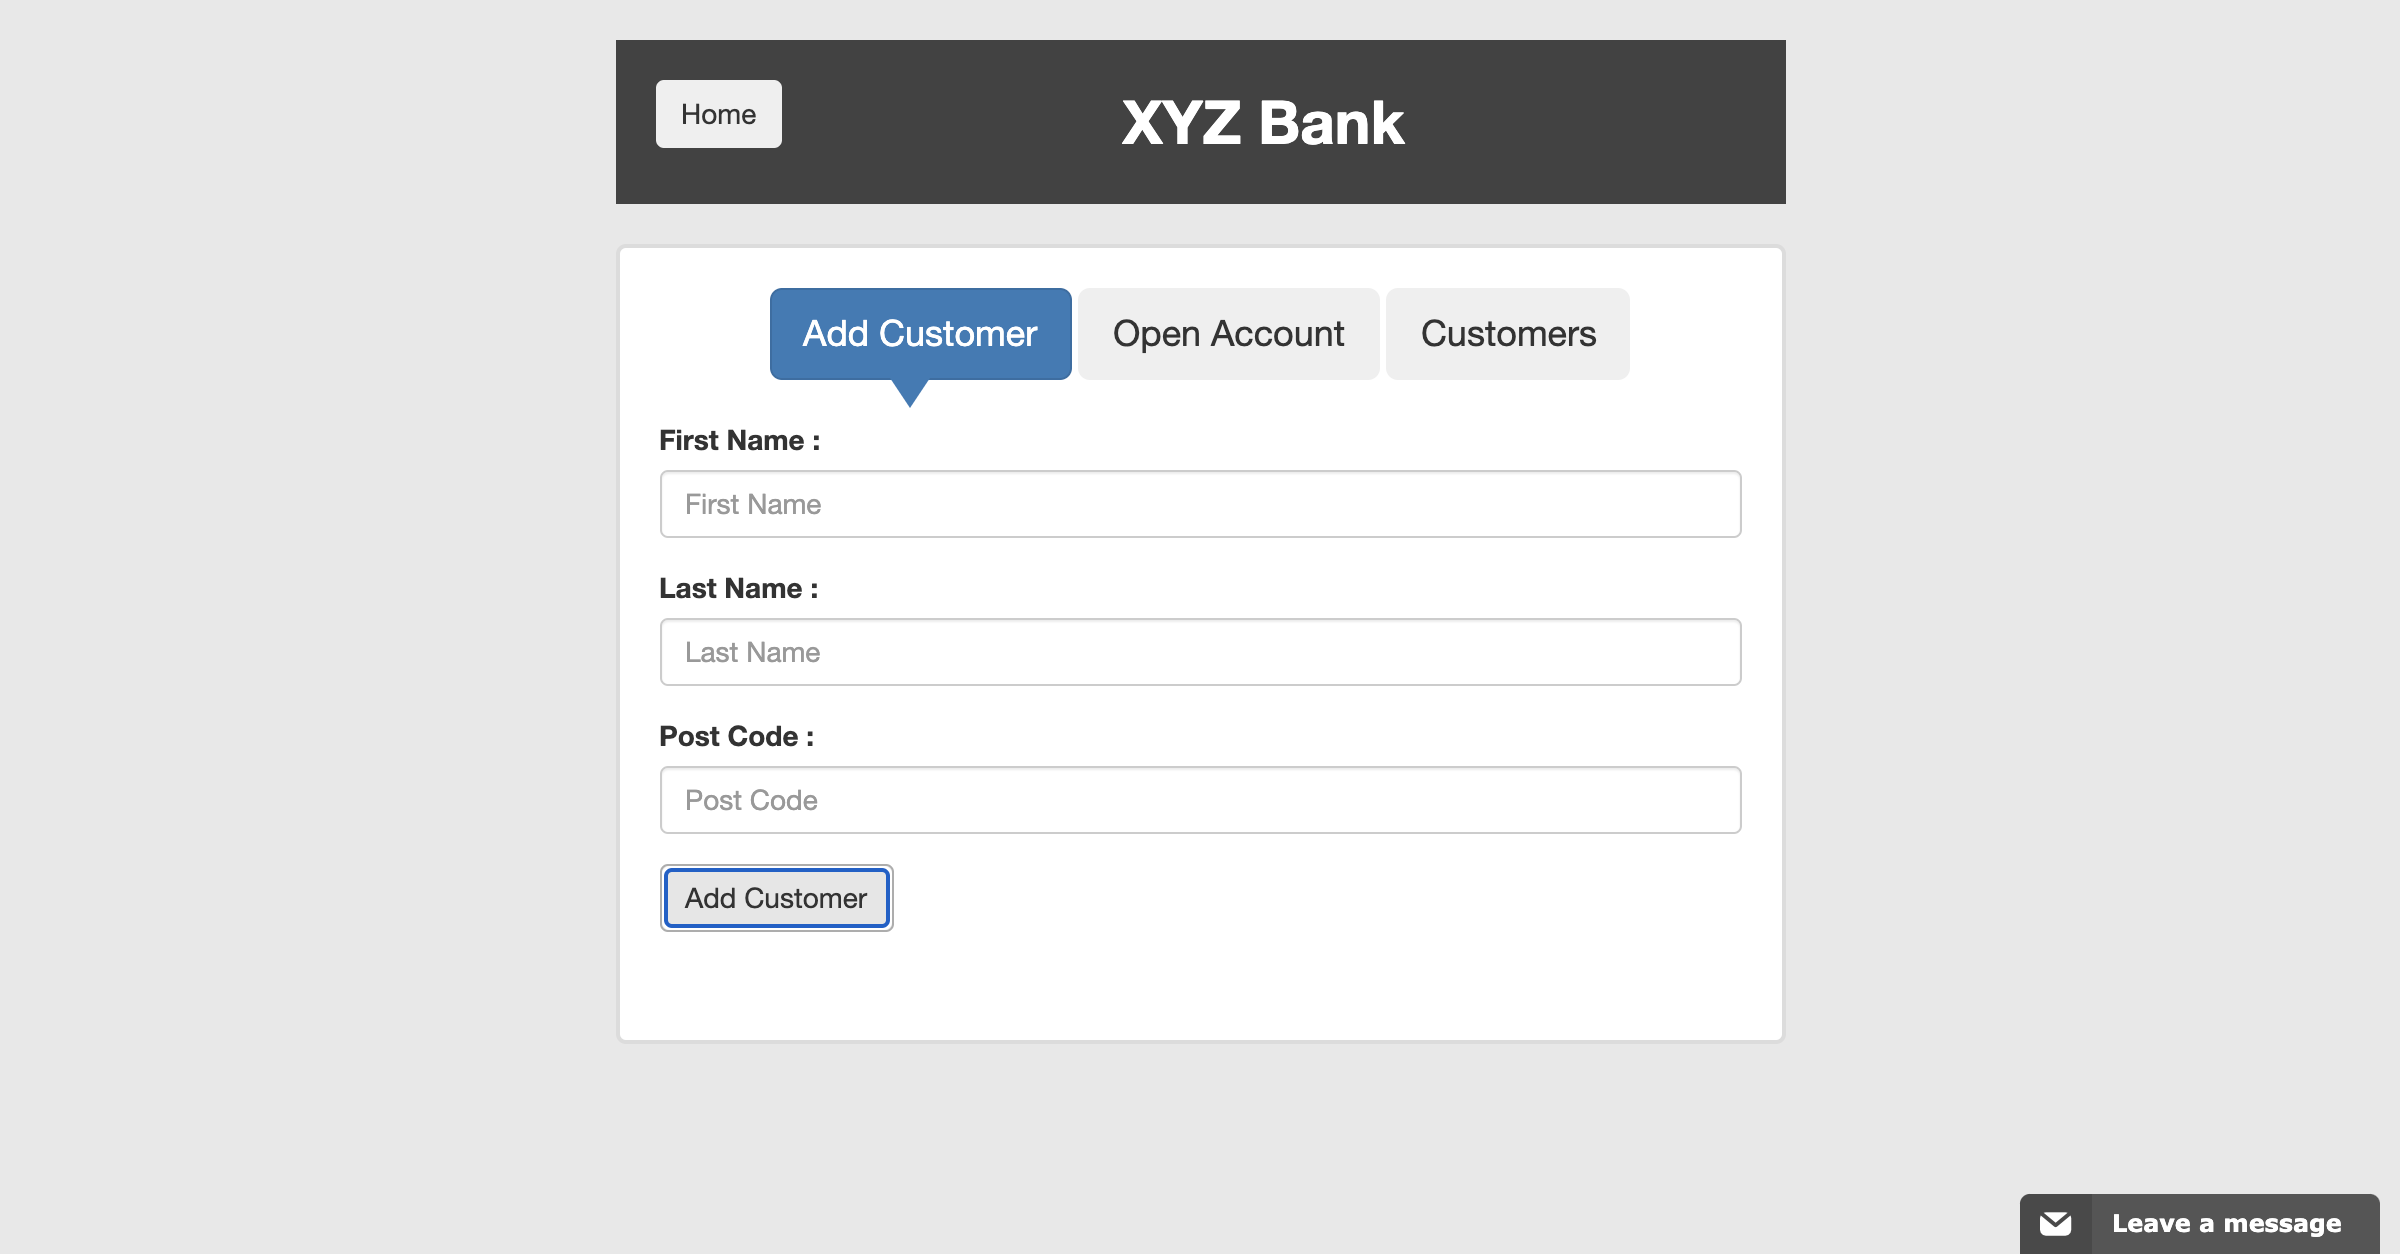 Home
XYZ Bank
Add Customer
Open Account
Customers
First Name :
First Name
Last Name :
Last Name
Post Code :
Post Code
Add Customer
Leave a message